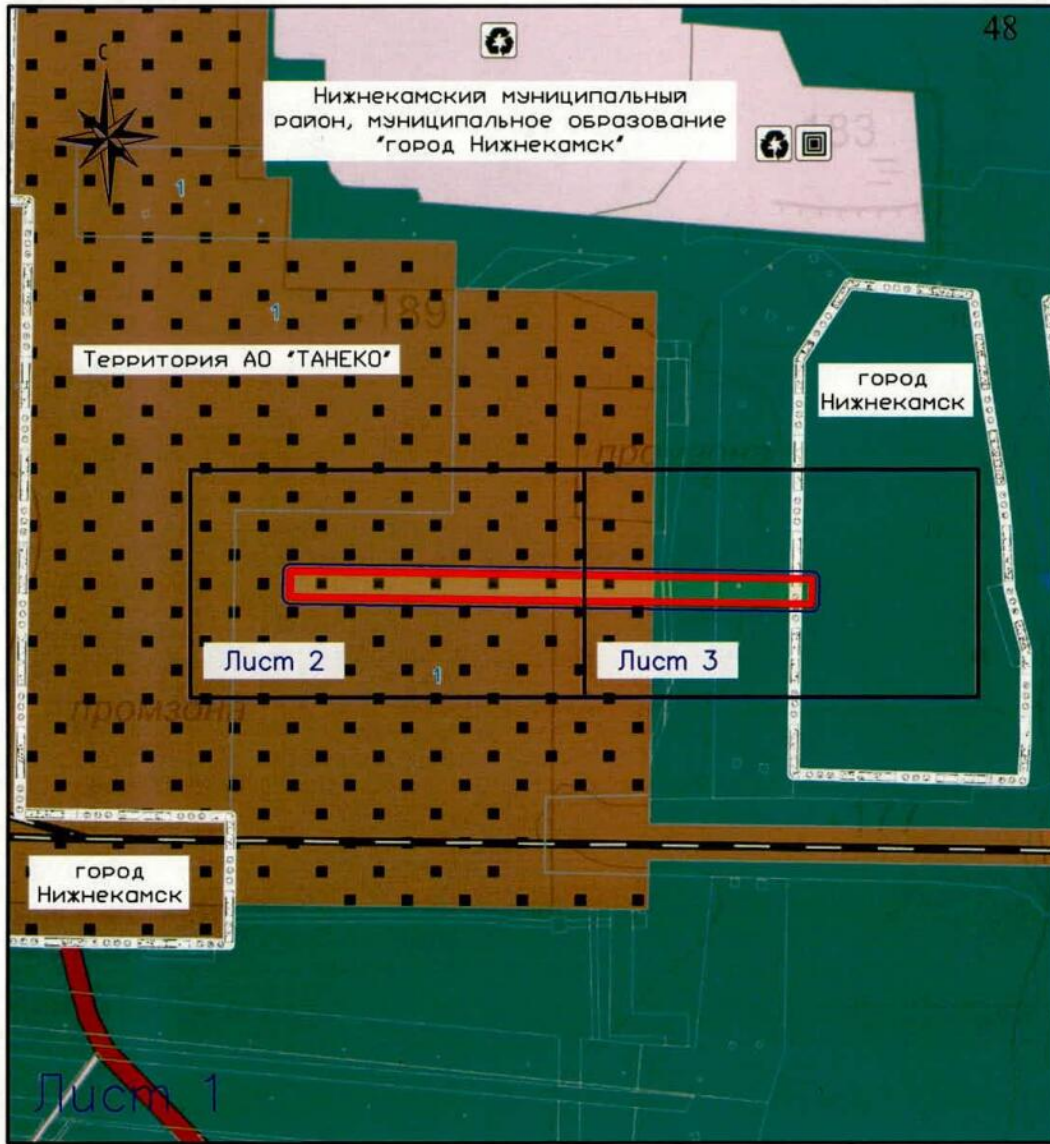 48
С
Нижнекамский муниципальный
район, муниципальное образование
"город Нижнекамск"
183
1
1
189
Территория АО "ТАНЕКО"
город
Нижнекамск
промзона
Лист 2
Лист 3
1
промзона
177
город
Нижнекамск
Лист 1